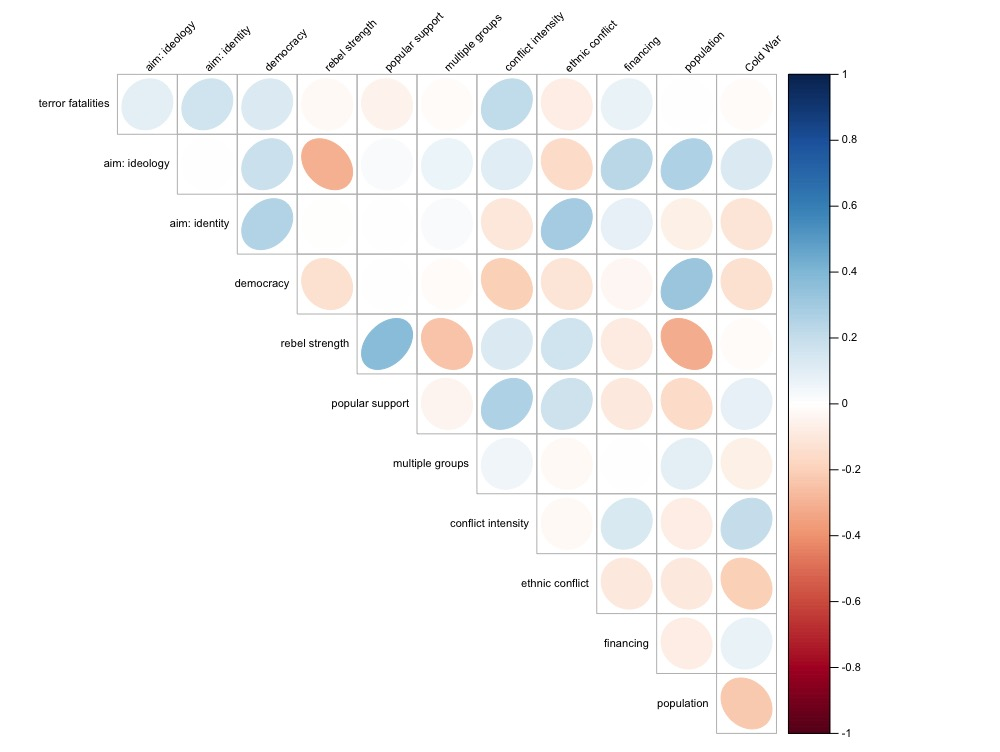 aim: ideology
aim: identity
democracy
rebel strength
popular support
multiple groups
conflict intensity
ethnic conflict
financing
population
Cold War
terror fatalities
aim: ideology
aim: identity
democracy
rebel strength
popular support
multiple groups
conflict intensity
ethnic conflict
financing
population
1
0.8
0.6
0.4
0.2
0
-0.2
-0.4
-0.6
-0.8
-1